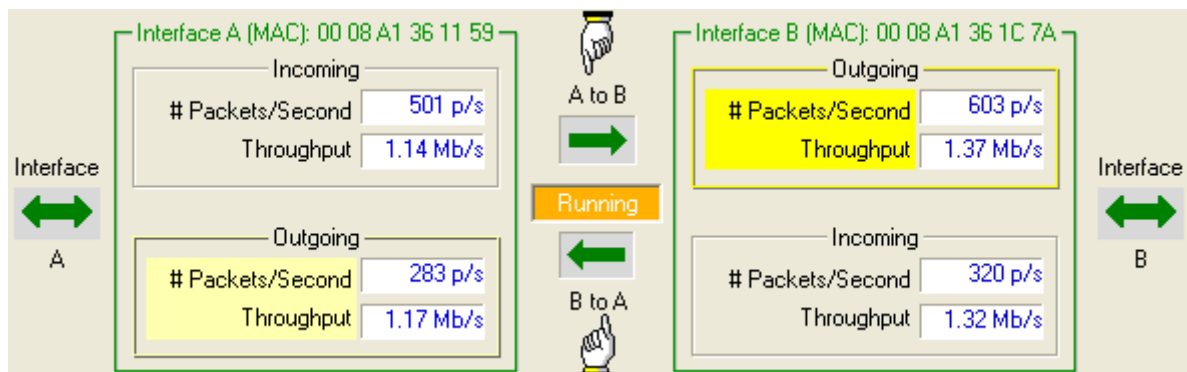 Interface A (MAC): 00 08 A1 36 11 59
Incoming
# Packets/Second 501 p/s
Throughput 1.14 Mb/s
Outgoing
# Packets/Second 283 p/s
Throughput 1.17 Mb/s
Interface
A
A to B
Running
B to A
Interface B (MAC): 00 08 A1 36 1C 7A
Outgoing
# Packets/Second 603 p/s
Throughput 1.37 Mb/s
Incoming
# Packets/Second 320 p/s
Throughput 1.32 Mb/s
Interface
B